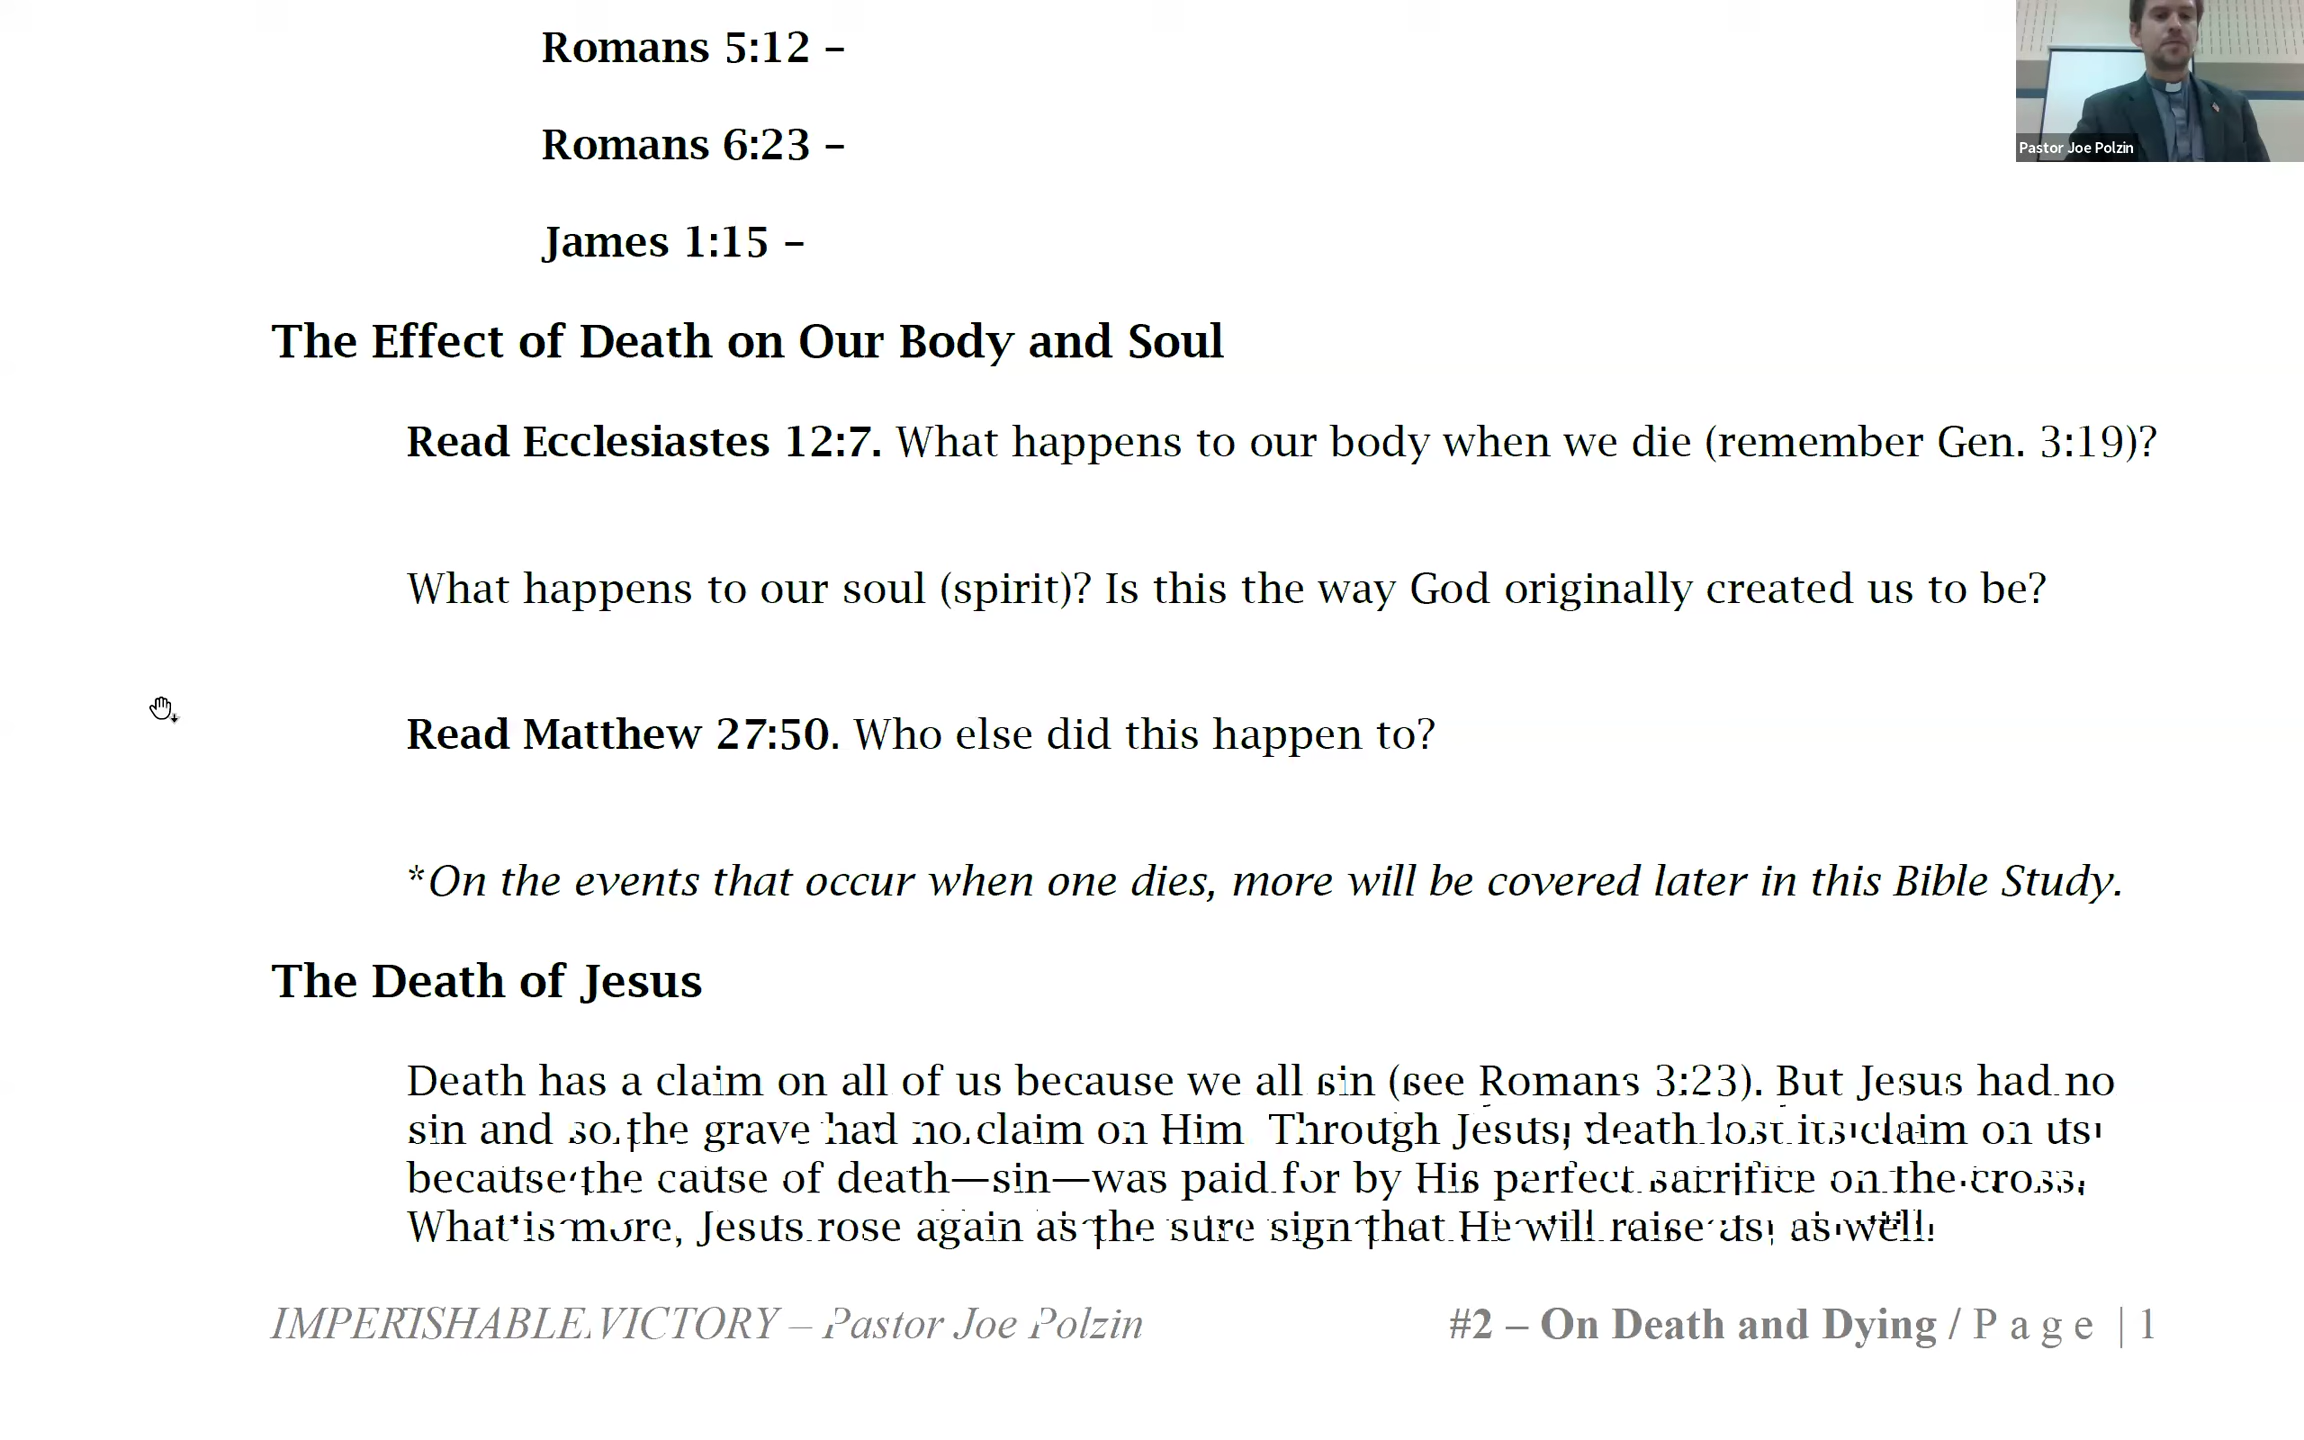 Romans 5:12 –
Pastor Joe Polzin
Romans 6:23 –
James 1:15 –
The Effect of Death on Our Body and Soul
Read Ecclesiastes 12:7. What happens to our body when we die (remember Gen. 3:19)?
What happens to our soul (spirit)? Is this the way God originally created us to be?
Read Matthew 27:50. Who else did this happen to?
*On the events that occur when one dies, more will be covered later in this Bible Study.
The Death of Jesus
Death has a claim on all of us because we all sin (see Romans 3:23). But Jesus had no
sin and so the grave had no claim on Him. Through Jesus, death lost its claim on us,
because the cause of death—sin—was paid for by His perfect sacrifice on the cross.
What is more, Jesus rose again as the sure sign that He will raise us, as well.
IMPERISHABLE VICTORY – Pastor Joe Polzin
#2 – On Death and Dying / P a g e | 1